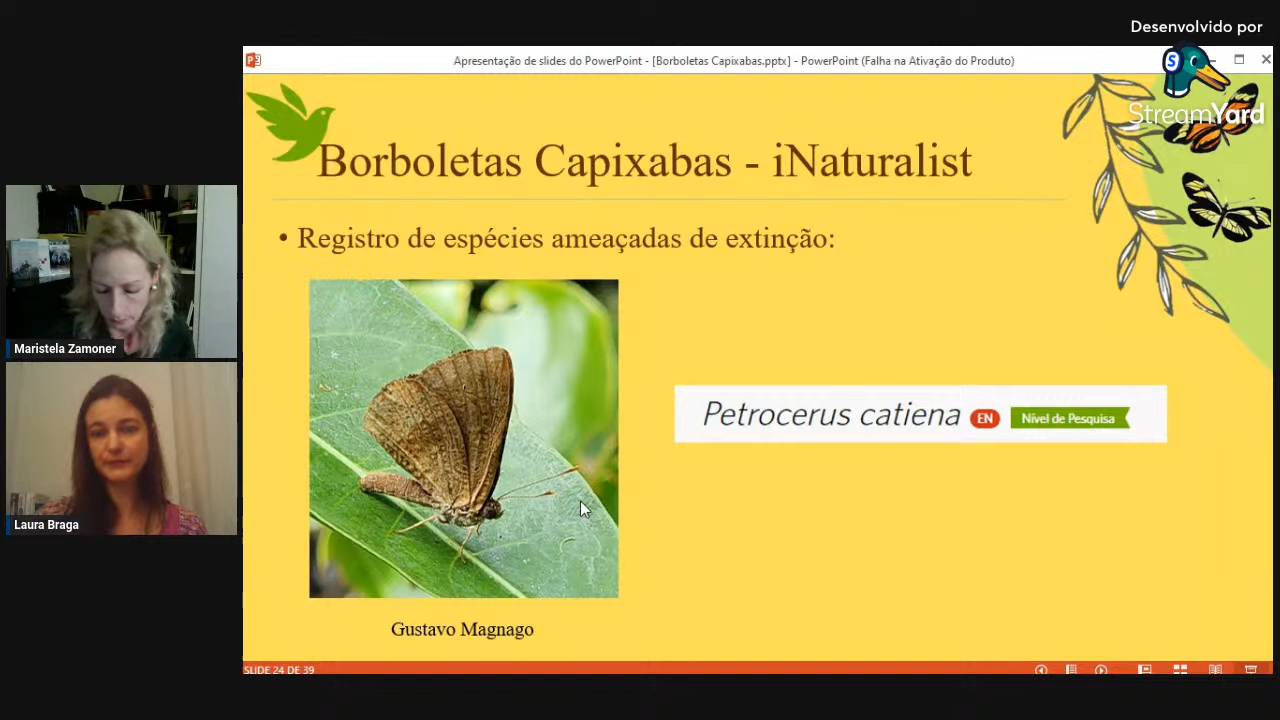 Desenvolvido por
StreamYard
Apresentação de slides do PowerPoint - [Borboletas Capixabas.pptx] - PowerPoint (Falha na Ativação do Produto)
Borboletas Capixabas - iNaturalist
• Registro de espécies ameaçadas de extinção:
Maristela Zamoner
Laura Braga
Petrocerus catiena EN Nível de Pesquisa
Gustavo Magnago
SLIDE 24 DE 39